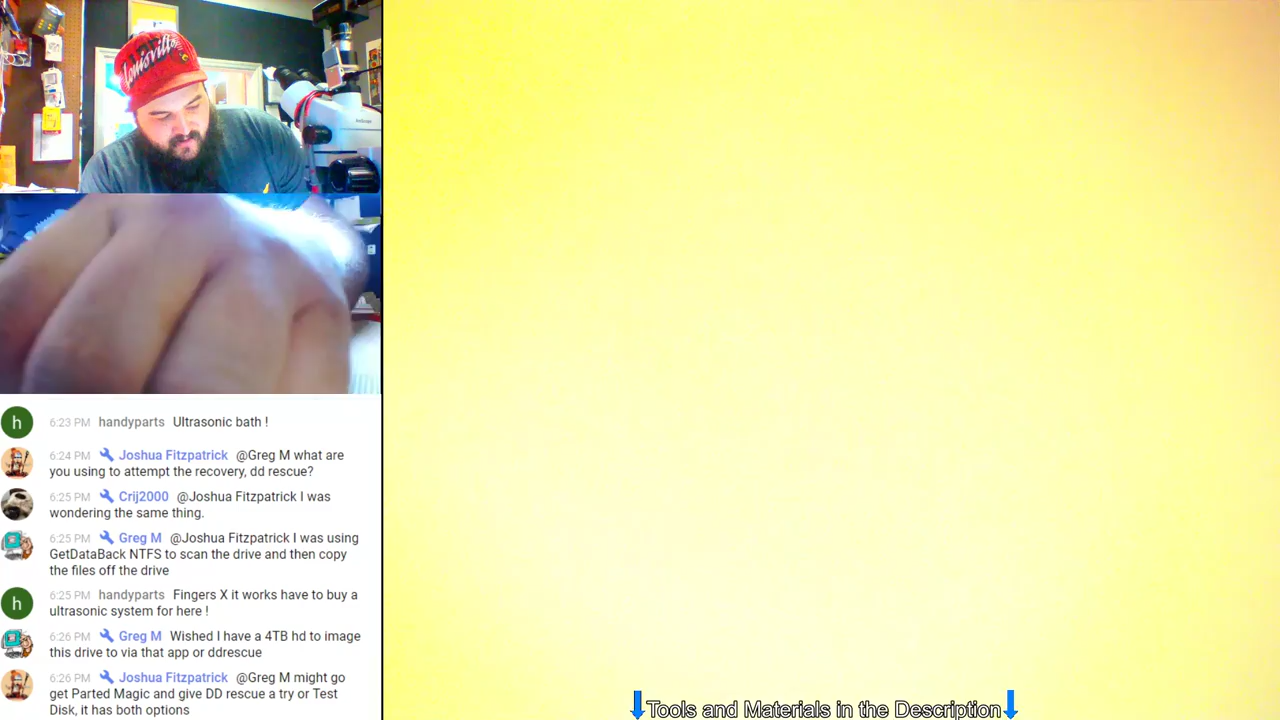 Louisville
h 6:23 PM handyparts Ultrasonic bath !
6:24 PM Joshua Fitzpatrick @Greg M what are
you using to attempt the recovery, dd rescue?
6:25 PM Crij2000 @Joshua Fitzpatrick I was
wondering the same thing.
6:25 PM Greg M @Joshua Fitzpatrick I was using
GetDataBack NTFS to scan the drive and then copy
the files off the drive
h 6:25 PM handyparts Fingers X it works have to buy a
ultrasonic system for here !
6:26 PM Greg M Wished I have a 4TB hd to image
this drive to via that app or ddrescue
6:26 PM Joshua Fitzpatrick @Greg M might go
get Parted Magic and give DD rescue a try or Test
Disk, it has both options
Tools and Materials in the Description